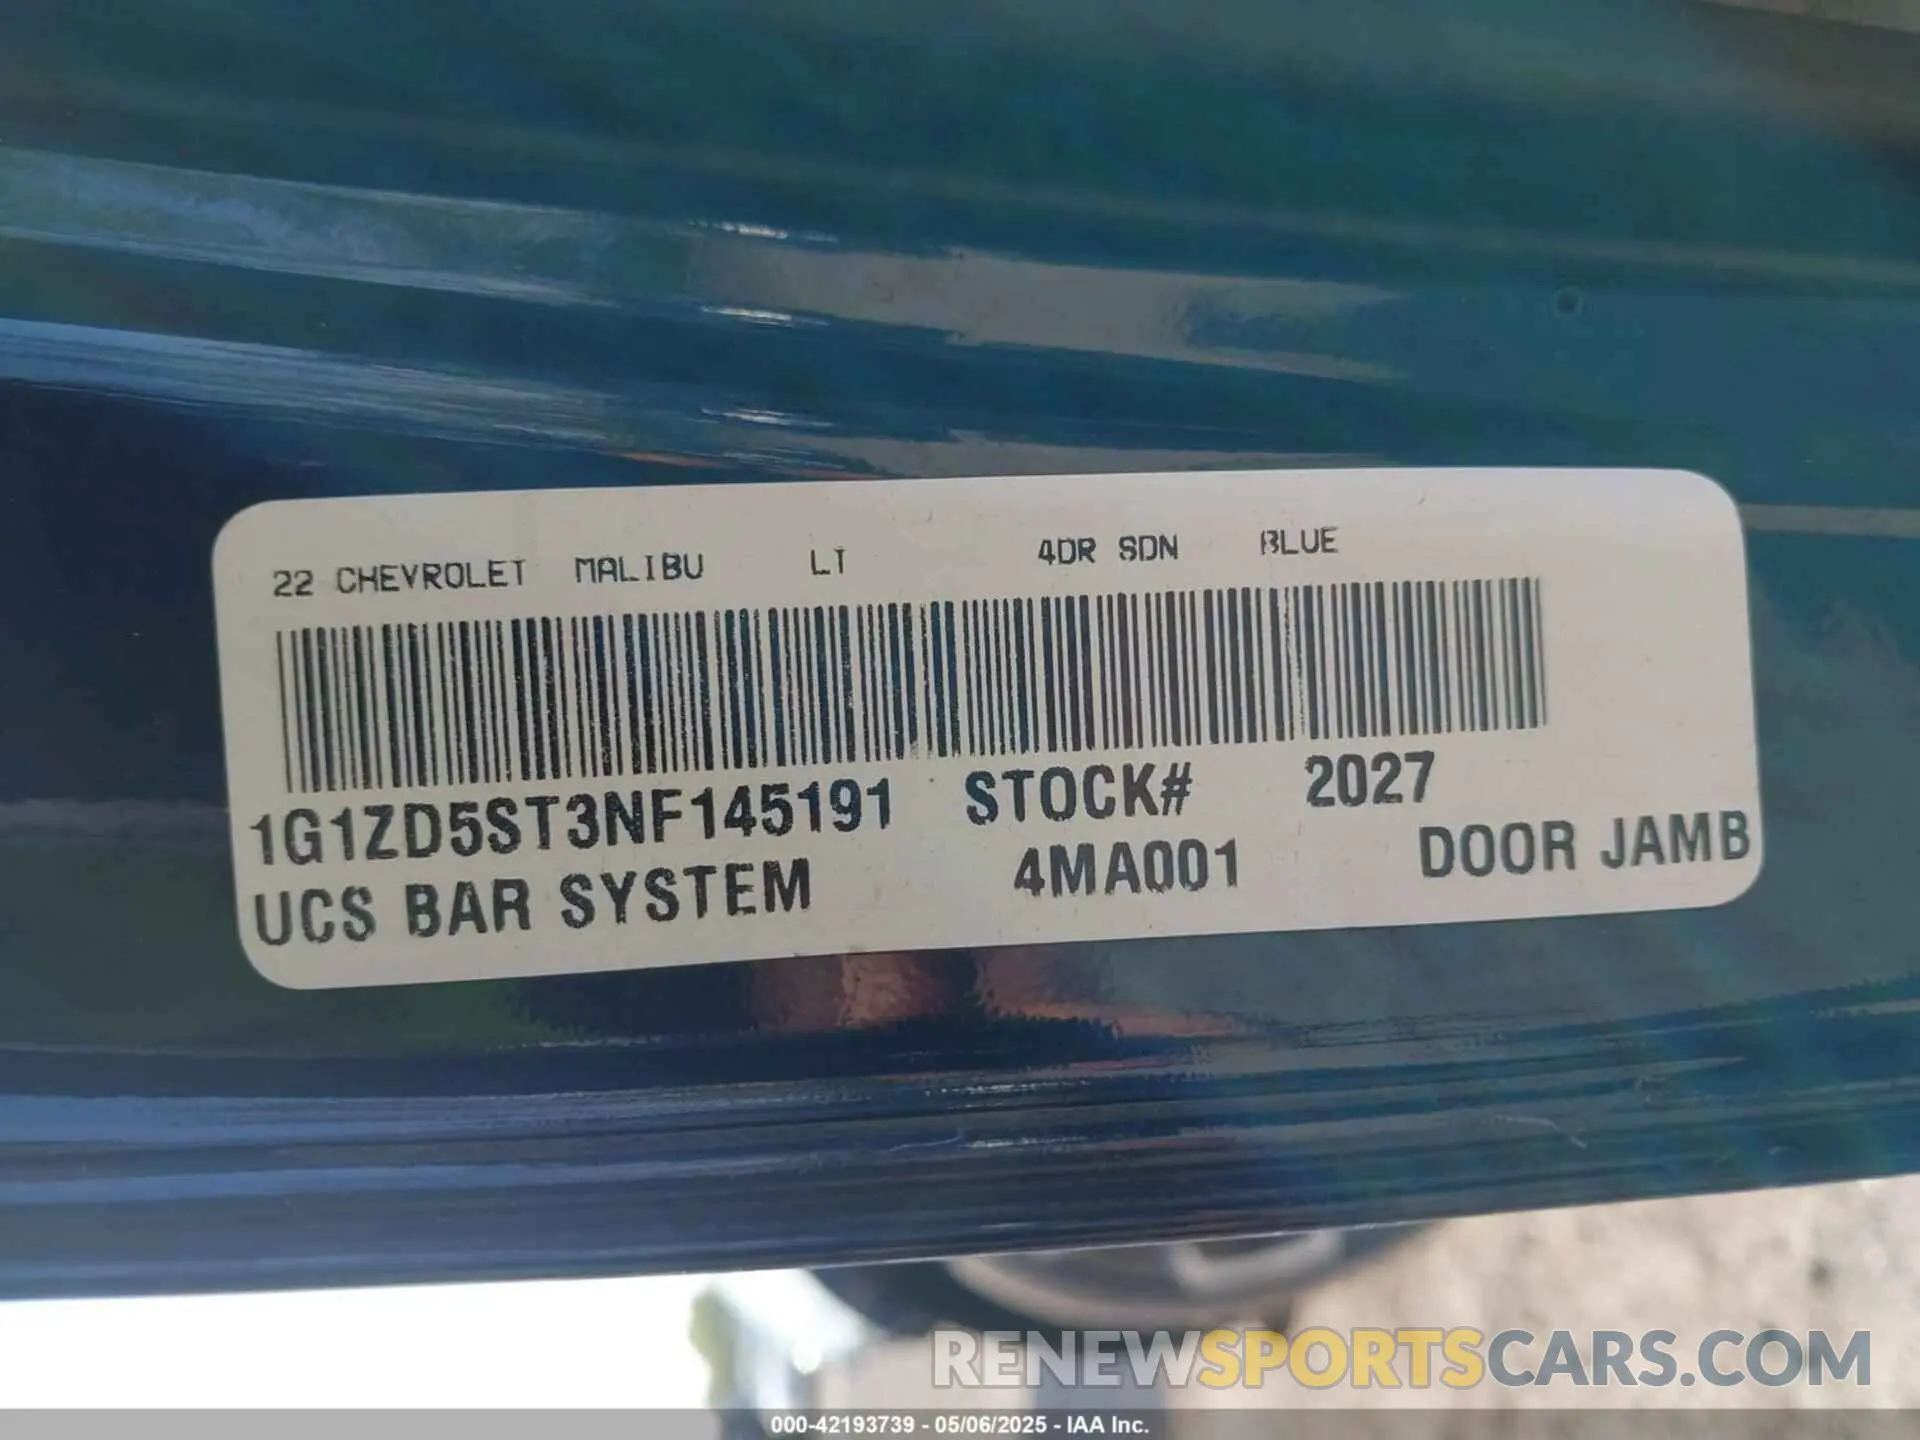 22 CHEVROLET MALIBU LT 4DR SDN BLUE
1G1ZD5ST3NF145191 STOCK# 2027
UCS BAR SYSTEM 4MA001 DOOR JAMB
RENEWSPORTSCARS.COM
000-42193739 - 05/06/2025 - IAA Inc.